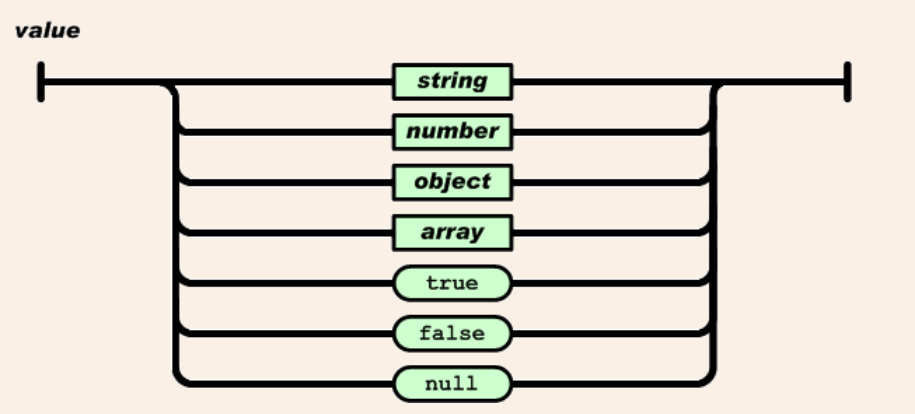 value
string
number
object
array
true
false
null